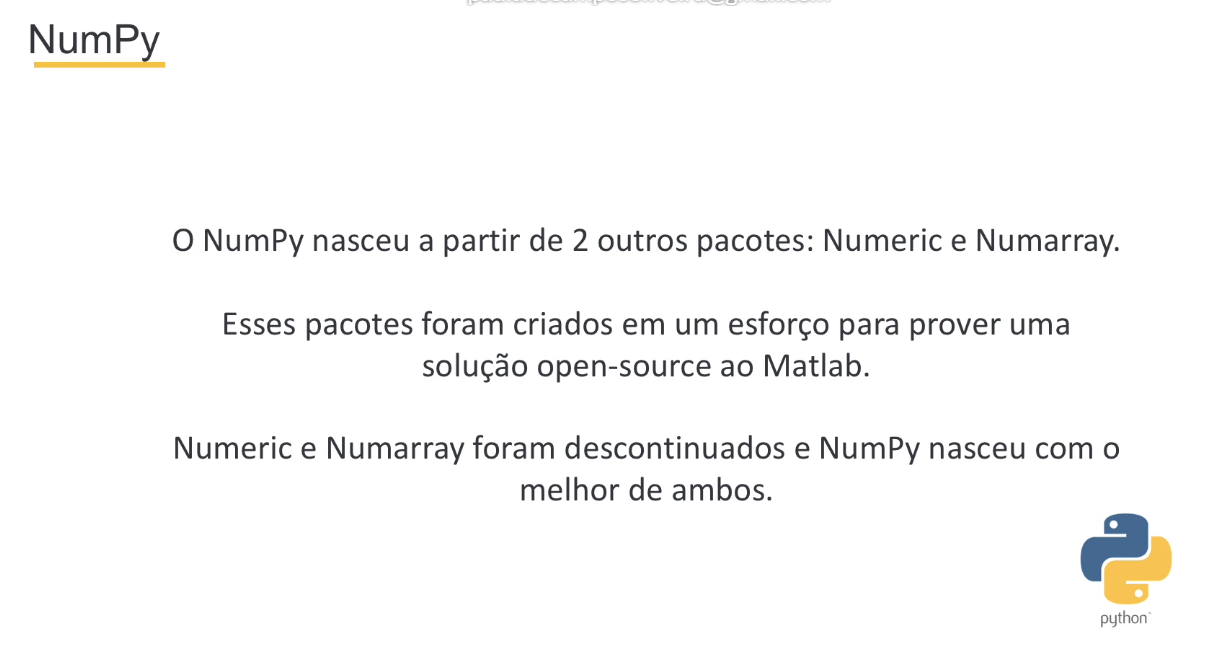 NumPy
O NumPy nasceu a partir de 2 outros pacotes: Numeric e Numarray.
Esses pacotes foram criados em um esforço para prover uma
solução open-source ao Matlab.
Numeric e Numarray foram descontinuados e NumPy nasceu com o
melhor de ambos.
python